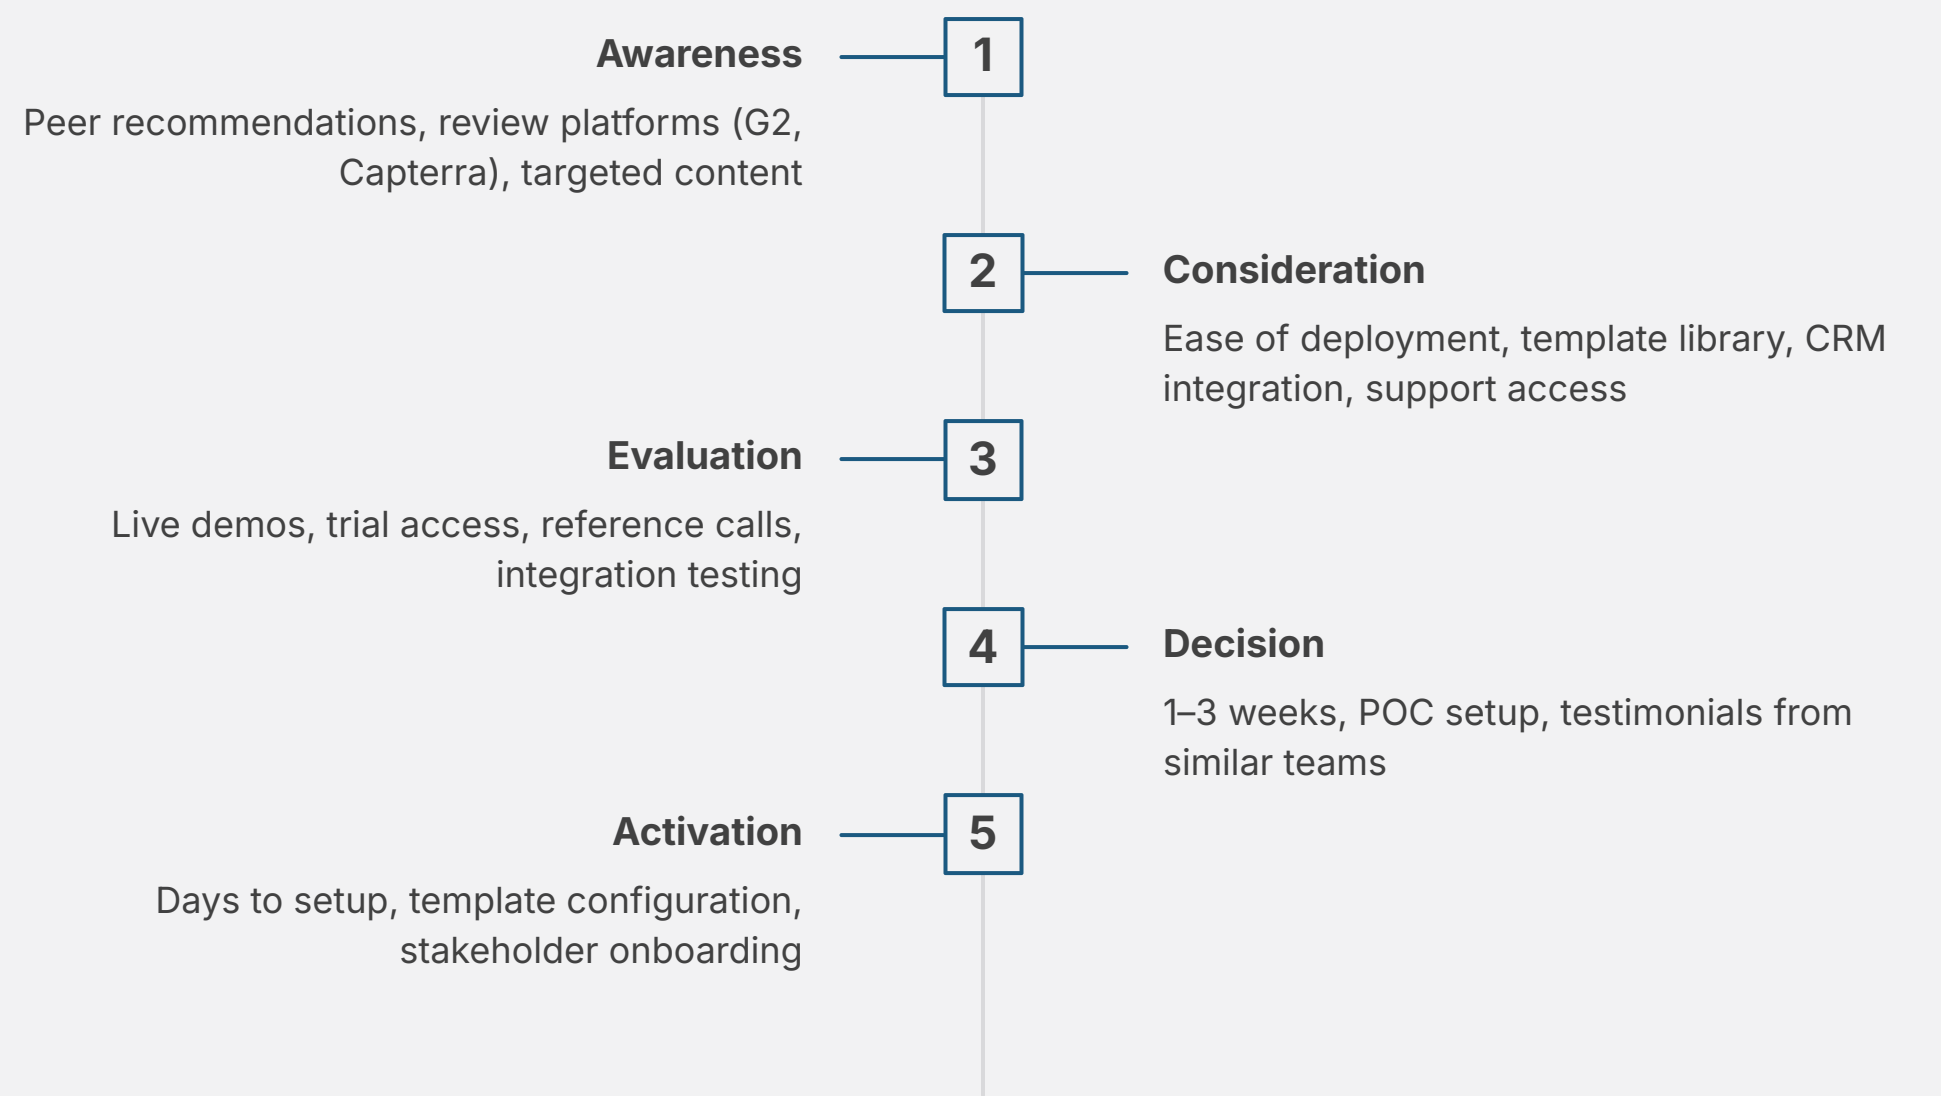 1
Awareness
Peer recommendations, review platforms (G2,
Capterra), targeted content
2
Consideration
Ease of deployment, template library, CRM
integration, support access
3
Evaluation
Live demos, trial access, reference calls,
integration testing
4
Decision
1–3 weeks, POC setup, testimonials from
similar teams
5
Activation
Days to setup, template configuration,
stakeholder onboarding